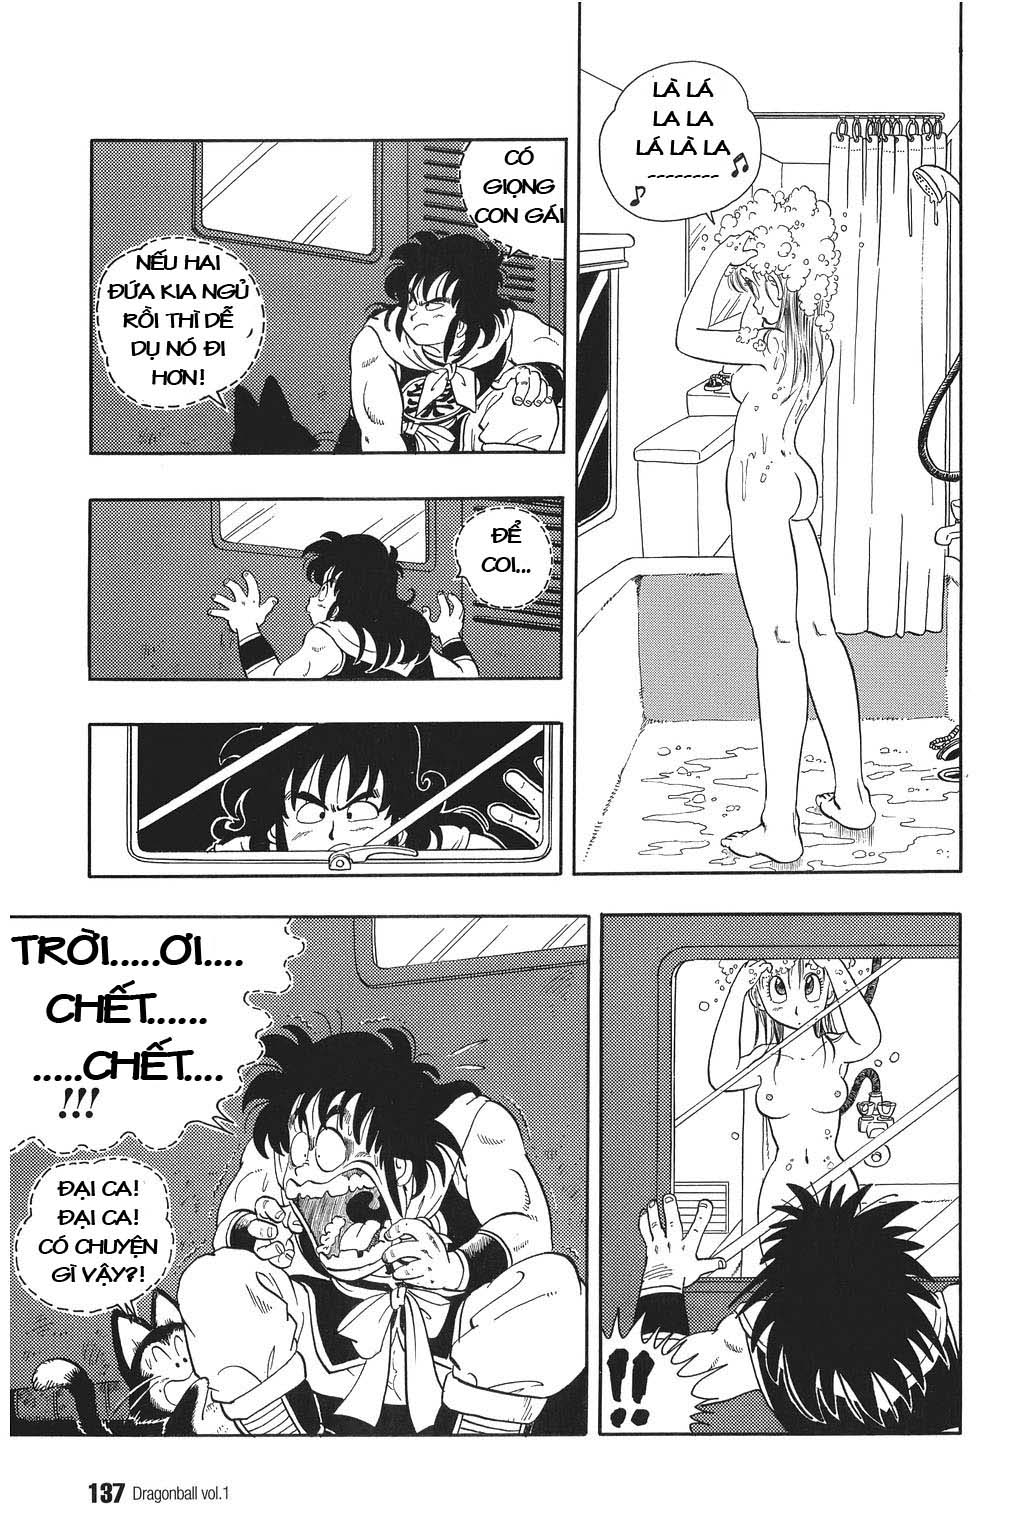 LÀ LÁ
LA LA
LÁ LÀ LA
CÓ
GIỌNG
CON GÁI
NẾU HAI
ĐỨA KIA NGỦ
RỒI THÌ DỄ
DỤ NÓ ĐI
HƠN!
ĐỂ
COI...
!!
TRỜI.....ƠI....
CHẾT......
.....CHẾT....
!!!
ĐẠI CA!
ĐẠI CA!
CÓ CHUYỆN
GÌ VẬY?!
137 Dragonball vol.1